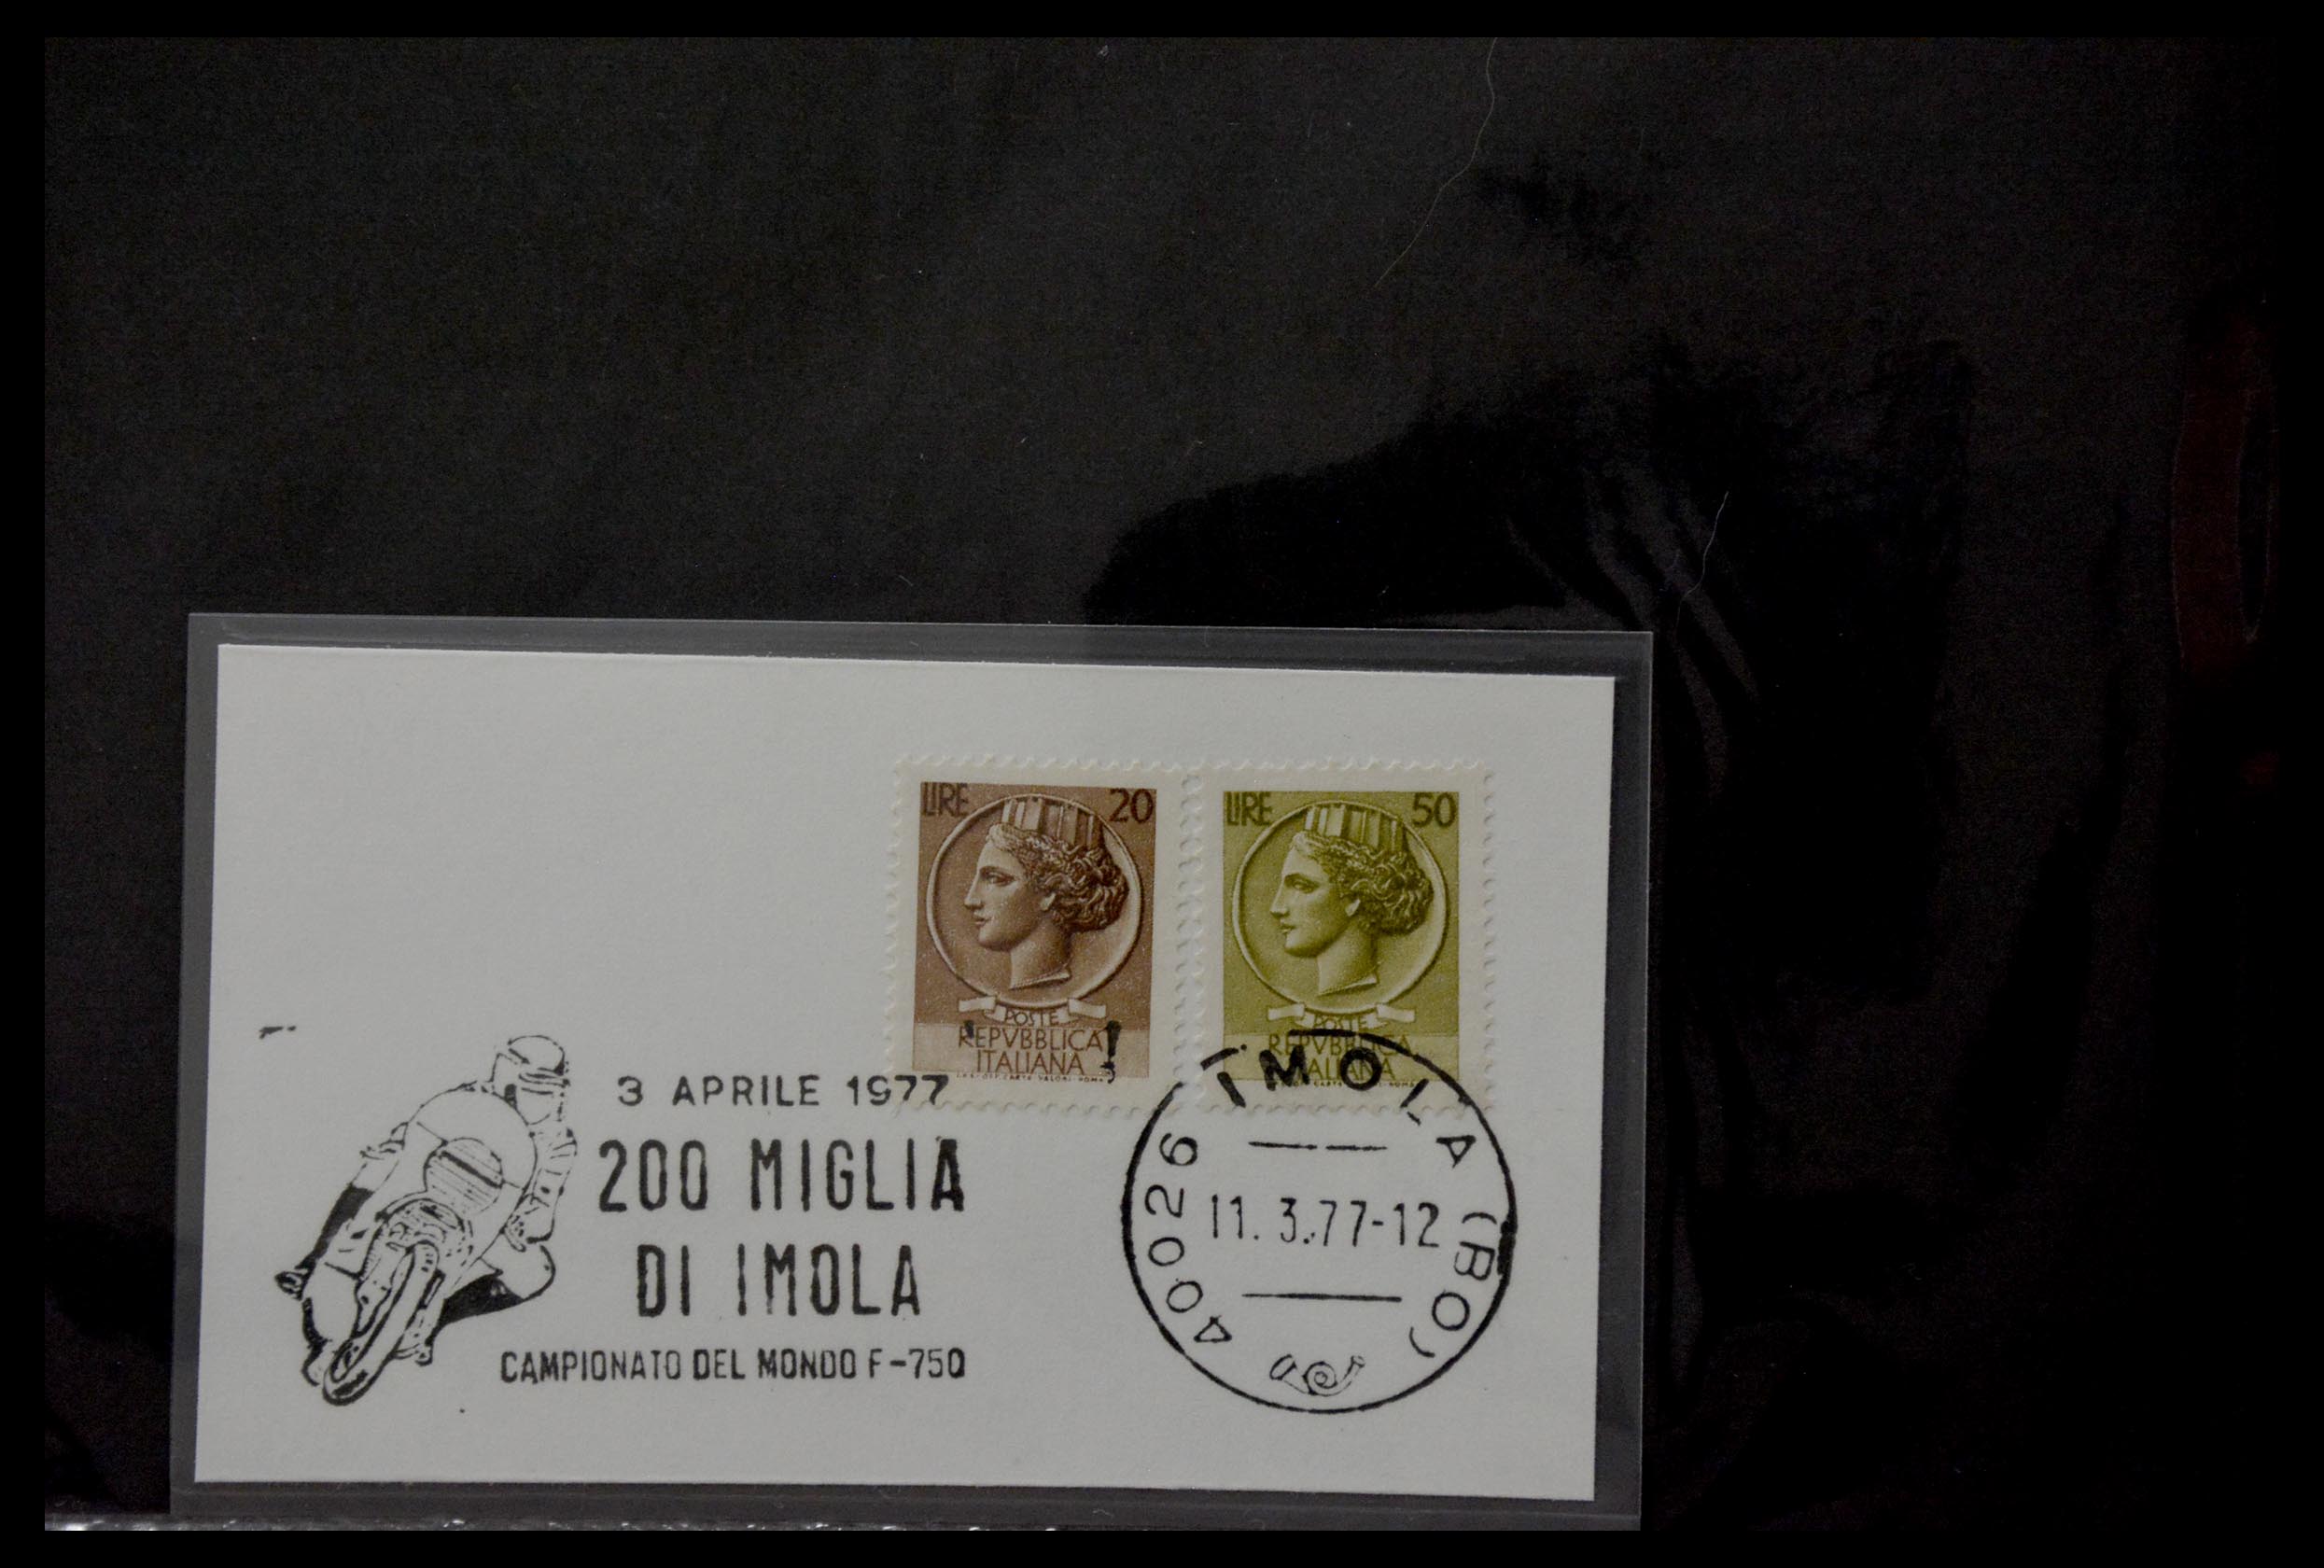 LIRE 20
POSTE
REPVBBLICA
ITALIANA
LIRE 50
POSTE
REPVBBLICA
ITALIANA
3 APRILE 1977
200 MIGLIA
DI IMOLA
CAMPIONATO DEL MONDO F-750
40026 IMOLA (BO)
11.3.77-12